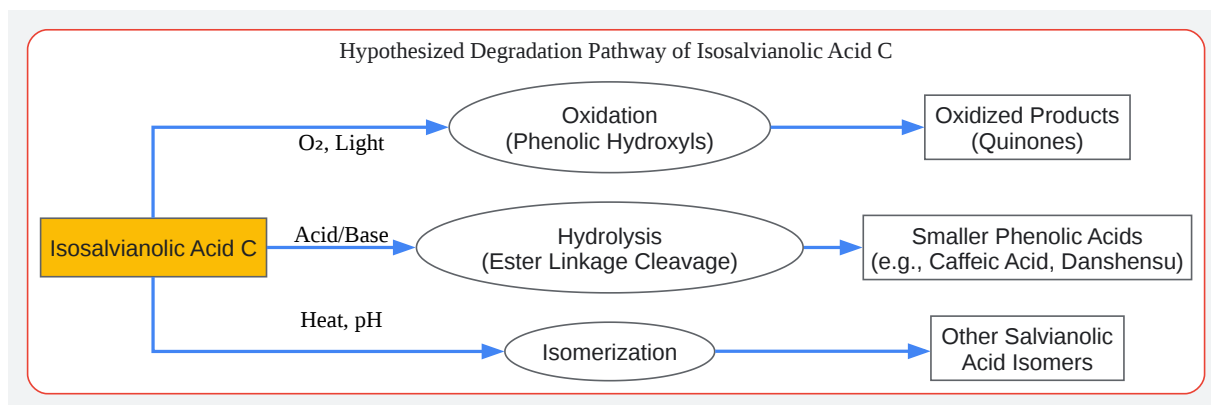 Hypothesized Degradation Pathway of Isosalvianolic Acid C
Oxidation
(Phenolic Hydroxyls)
Oxidized Products
(Quinones)
O₂, Light
Isosalvianolic Acid C
Acid/Base
Hydrolysis
(Ester Linkage Cleavage)
Smaller Phenolic Acids
(e.g., Caffeic Acid, Danshensu)
Heat, pH
Isomerization
Other Salvianolic
Acid Isomers